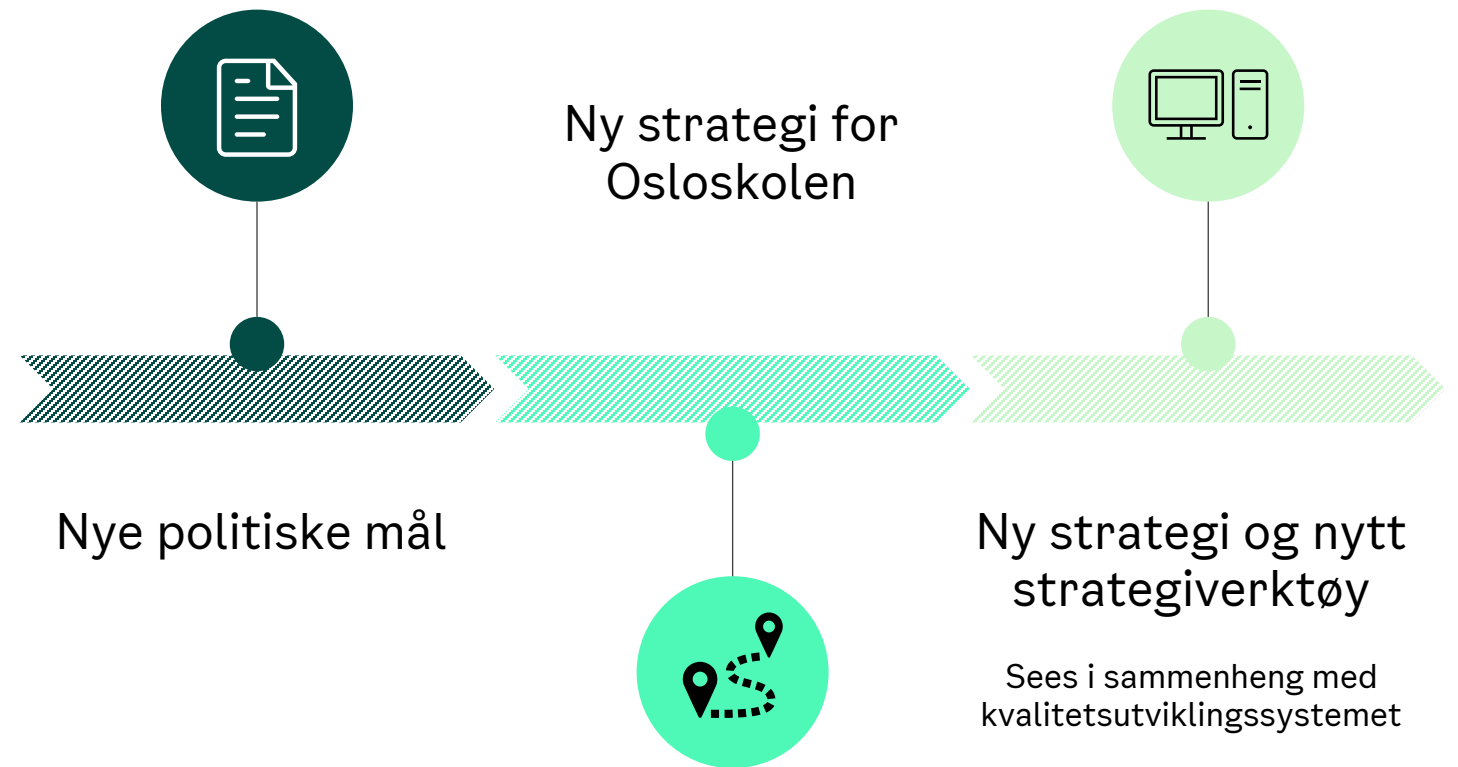 Nye politiske mål
Ny strategi for
Osloskolen
Ny strategi og nytt
strategiverktøy
Sees i sammenheng med
kvalitetsutviklingssystemet